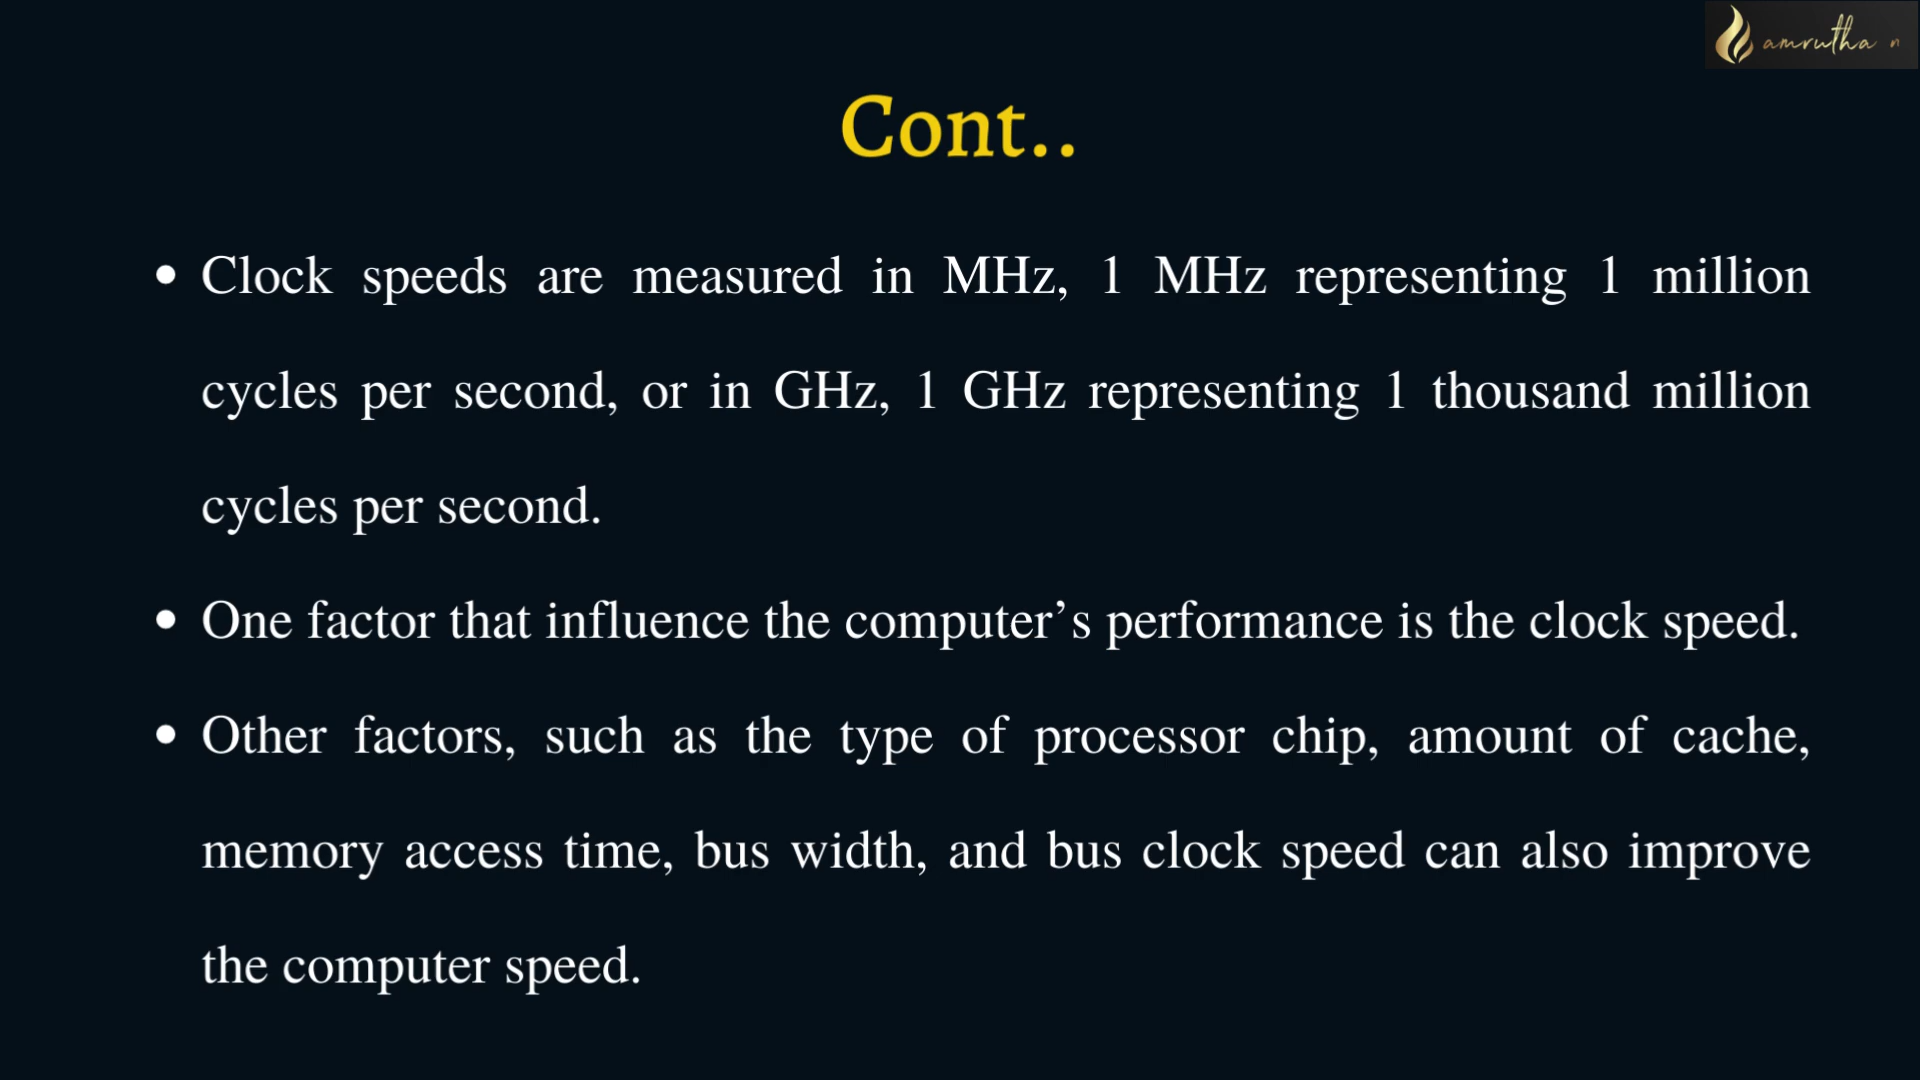 amrutha n
Cont..
• Clock speeds are measured in MHz, 1 MHz representing 1 million
cycles per second, or in GHz, 1 GHz representing 1 thousand million
cycles per second.
• One factor that influence the computer’s performance is the clock speed.
• Other factors, such as the type of processor chip, amount of cache,
memory access time, bus width, and bus clock speed can also improve
the computer speed.